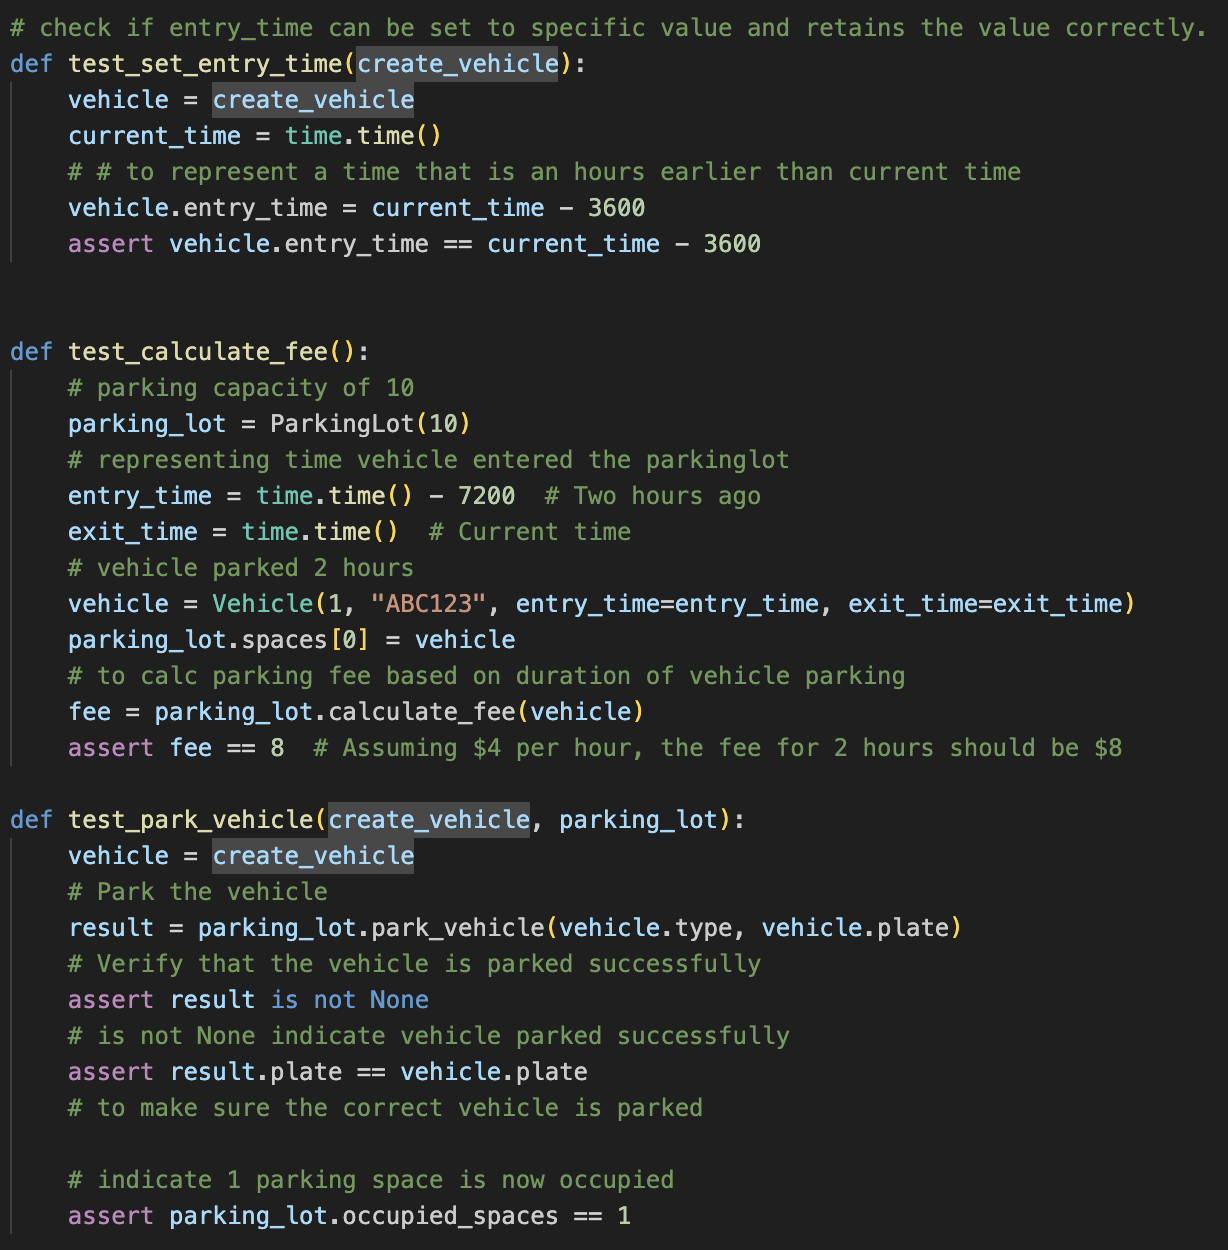 # check if entry_time can be set to specific value and retains the value correctly.
def test_set_entry_time(create_vehicle):
    vehicle = create_vehicle
    current_time = time.time()
    # # to represent a time that is an hours earlier than current time
    vehicle.entry_time = current_time - 3600
    assert vehicle.entry_time == current_time - 3600
def test_calculate_fee():
    # parking capacity of 10
    parking_lot = ParkingLot(10)
    # representing time vehicle entered the parkinglot
    entry_time = time.time() - 7200  # Two hours ago
    exit_time = time.time()  # Current time
    # vehicle parked 2 hours
    vehicle = Vehicle(1, "ABC123", entry_time=entry_time, exit_time=exit_time)
    parking_lot.spaces[0] = vehicle
    # to calc parking fee based on duration of vehicle parking
    fee = parking_lot.calculate_fee(vehicle)
    assert fee == 8  # Assuming $4 per hour, the fee for 2 hours should be $8
def test_park_vehicle(create_vehicle, parking_lot):
    vehicle = create_vehicle
    # Park the vehicle
    result = parking_lot.park_vehicle(vehicle.type, vehicle.plate)
    # Verify that the vehicle is parked successfully
    assert result is not None
    # is not None indicate vehicle parked successfully
    assert result.plate == vehicle.plate
    # to make sure the correct vehicle is parked
    # indicate 1 parking space is now occupied
    assert parking_lot.occupied_spaces == 1